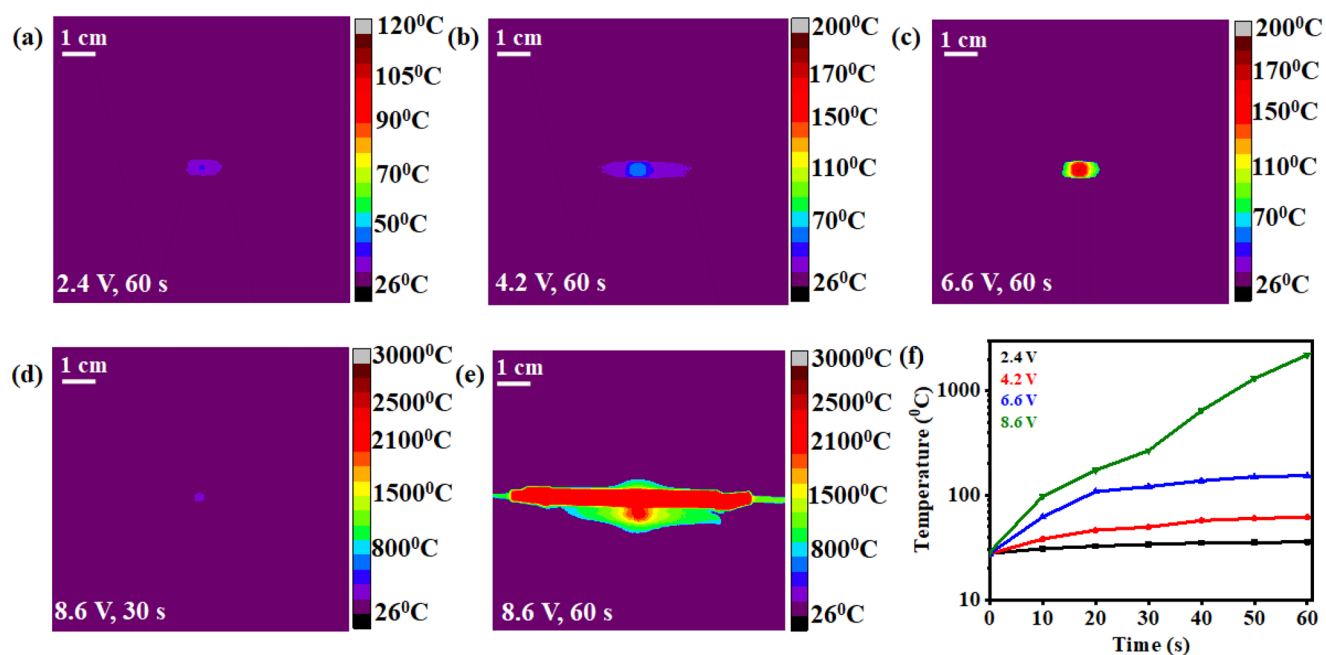 (a)
1 cm
2.4 V, 60 s
120⁰C
105⁰C
90⁰C
70⁰C
50⁰C
26⁰C
(b)
1 cm
4.2 V, 60 s
200⁰C
170⁰C
150⁰C
110⁰C
70⁰C
26⁰C
(c)
1 cm
6.6 V, 60 s
200⁰C
170⁰C
150⁰C
110⁰C
70⁰C
26⁰C
(d)
1 cm
8.6 V, 30 s
3000⁰C
2500⁰C
2100⁰C
1500⁰C
800⁰C
26⁰C
(e)
1 cm
8.6 V, 60 s
3000⁰C
2500⁰C
2100⁰C
1500⁰C
800⁰C
26⁰C
(f)
2.4 V
4.2 V
6.6 V
8.6 V
Temperature (⁰C)
1000
100
10
0 10 20 30 40 50 60
Time (s)